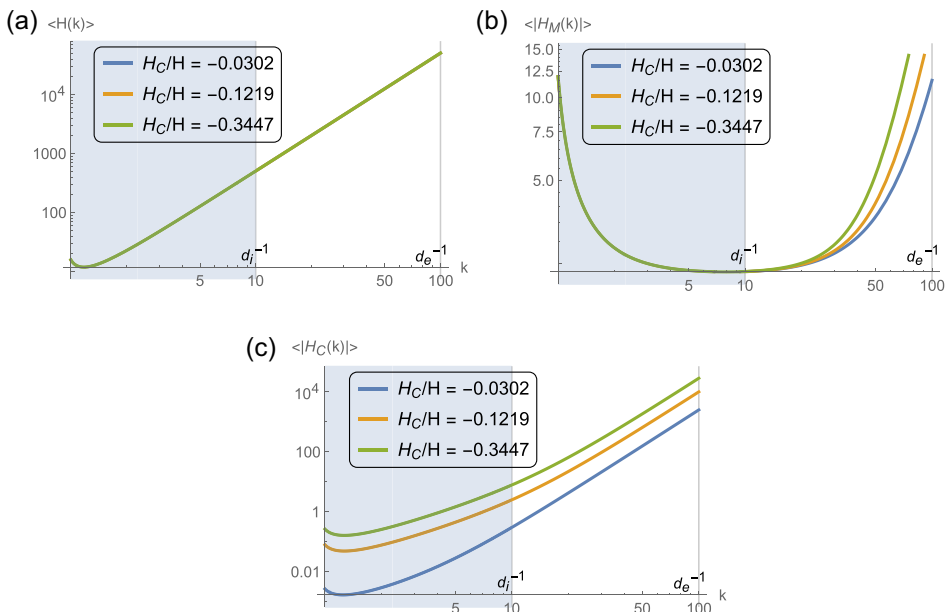 (a)
<H(k)>
H_C/H = −0.0302
H_C/H = −0.1219
H_C/H = −0.3447
10^4
1000
100
d_i^-1
d_e^-1
5 10 50 100 k
(b)
<|H_M(k)|>
15.0
12.5
10.0
7.5
5.0
H_C/H = −0.0302
H_C/H = −0.1219
H_C/H = −0.3447
d_i^-1
d_e^-1
5 10 50 100 k
(c)
<|H_C(k)|>
H_C/H = −0.0302
H_C/H = −0.1219
H_C/H = −0.3447
10^4
100
1
0.01
d_i^-1
d_e^-1
5 10 50 100 k